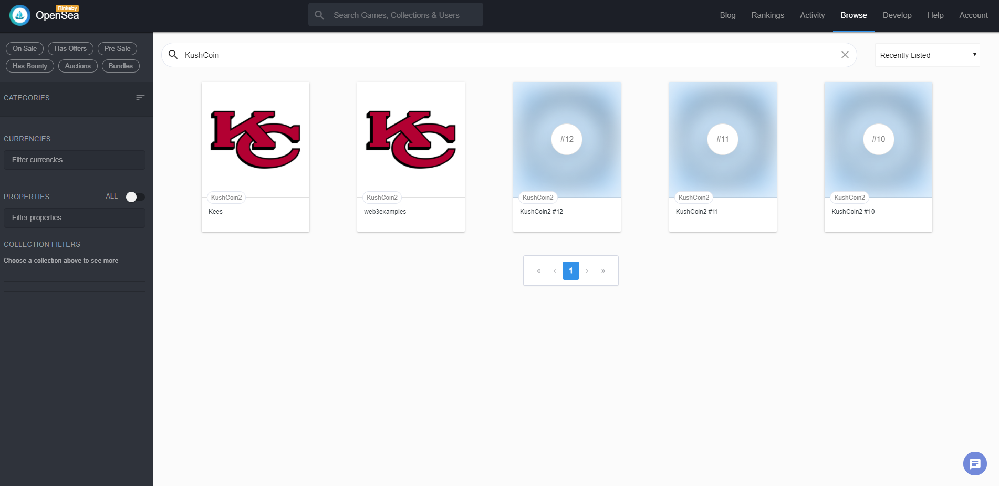 Rinkeby
OpenSea
Search Games, Collections & Users
Blog Rankings Activity Browse Develop Help Account
On Sale Has Offers Pre-Sale
Has Bounty Auctions Bundles
CATEGORIES
CURRENCIES
Filter currencies
PROPERTIES ALL
Filter properties
COLLECTION FILTERS
Choose a collection above to see more
KushCoin
Recently Listed
KC
KushCoin2
Kees
KC
KushCoin2
web3examples
#12
KushCoin2
KushCoin2 #12
#11
KushCoin2
KushCoin2 #11
#10
KushCoin2
KushCoin2 #10
« ‹ 1 › »